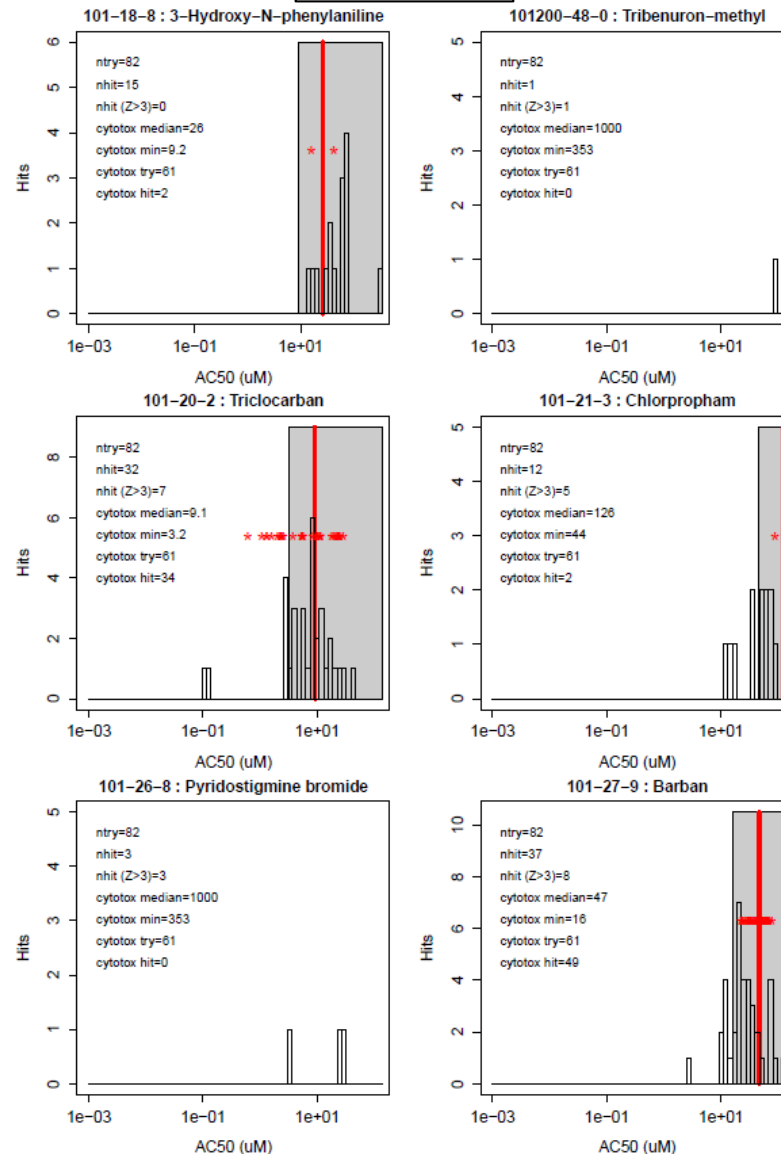 101-18-8 : 3-Hydroxy-N-phenylaniline
Hits
6
5
4
3
2
1
0
ntry=82
nhit=15
nhit (Z>3)=0
cytotox median=26
cytotox min=9.2
cytotox try=61
cytotox hit=2
* *
1e-03 1e-01 1e+01
AC50 (uM)
101200-48-0 : Tribenuron-methyl
Hits
5
4
3
2
1
0
ntry=82
nhit=1
nhit (Z>3)=1
cytotox median=1000
cytotox min=353
cytotox try=61
cytotox hit=0
1e-03 1e-01 1e+01
AC50 (uM)
101-20-2 : Triclocarban
Hits
8
6
4
2
0
ntry=82
nhit=32
nhit (Z>3)=7
cytotox median=9.1
cytotox min=3.2
cytotox try=61
cytotox hit=34
1e-03 1e-01 1e+01
AC50 (uM)
101-21-3 : Chlorpropham
Hits
5
4
3
2
1
0
ntry=82
nhit=12
nhit (Z>3)=5
cytotox median=126
cytotox min=44
cytotox try=61
cytotox hit=2
*
1e-03 1e-01 1e+01
AC50 (uM)
101-26-8 : Pyridostigmine bromide
Hits
5
4
3
2
1
0
ntry=82
nhit=3
nhit (Z>3)=3
cytotox median=1000
cytotox min=353
cytotox try=61
cytotox hit=0
1e-03 1e-01 1e+01
AC50 (uM)
101-27-9 : Barban
Hits
10
8
6
4
2
0
ntry=82
nhit=37
nhit (Z>3)=8
cytotox median=47
cytotox min=16
cytotox try=61
cytotox hit=49
1e-03 1e-01 1e+01
AC50 (uM)